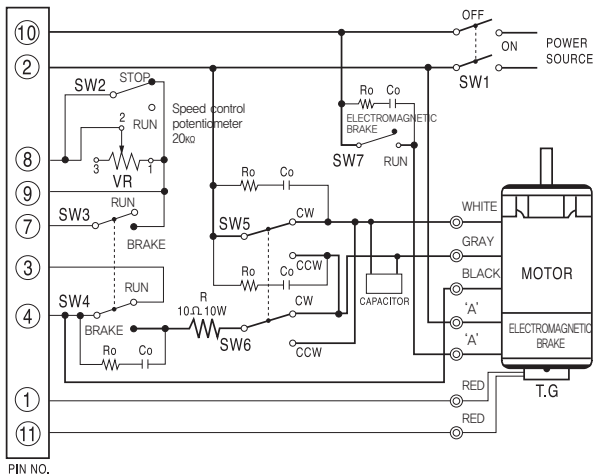 10
OFF
ON
POWER
SOURCE
2
SW1
SW2
STOP
RUN
Speed control
potentiometer
20KΩ
Ro
Co
ELECTROMAGNETIC
BRAKE
SW7
RUN
8
2
3
1
VR
9
Ro
Co
7
SW3
RUN
BRAKE
SW5
CW
CCW
WHITE
GRAY
BLACK
'A'
'A'
RED
RED
MOTOR
ELECTROMAGNETIC
BRAKE
T.G
CAPACITOR
3
Ro
Co
4
SW4
RUN
BRAKE
R
10Ω 10W
CW
SW6
CCW
Ro
Co
1
11
PIN NO.